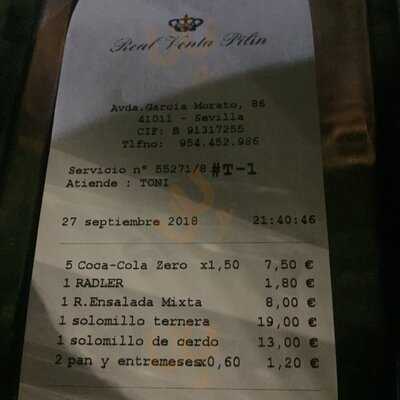 Real Venta Pilin
Avda.Garcia Morato, 86
41011 - Sevilla
CIF: B 91317255
Tlfno: 954.452.986
Servicio nº 55271/8 #T-1
Atiende : TONI
27 septiembre 2018 21:40:46
5 Coca-Cola Zero x1,50 7,50 €
1 RADLER 1,80 €
1 R.Ensalada Mixta 8,00 €
1 solomillo ternera 19,00 €
1 solomillo de cerdo 13,00 €
2 pan y entremesesx0,60 1,20 €